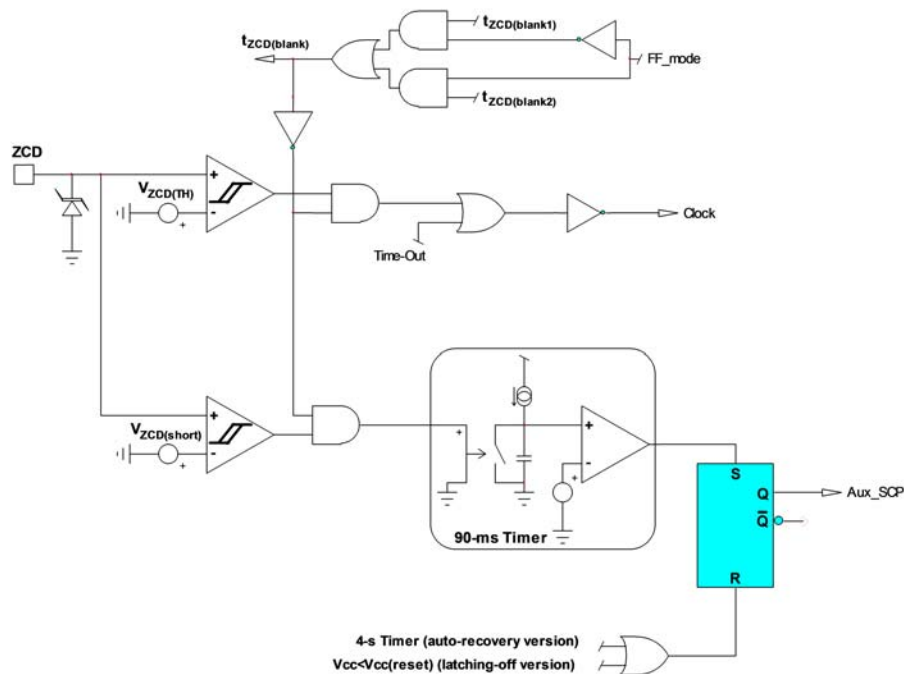 tZCD(blank1)
tZCD(blank)
FF_mode
tZCD(blank2)
ZCD
VZCD(TH)
+
-
+
Clock
Time-Out
VZCD(short)
+
-
+
+
+
-
+
S
Q
Aux_SCP
Q
90-ms Timer
R
4-s Timer (auto-recovery version)
Vcc<Vcc(reset) (latching-off version)